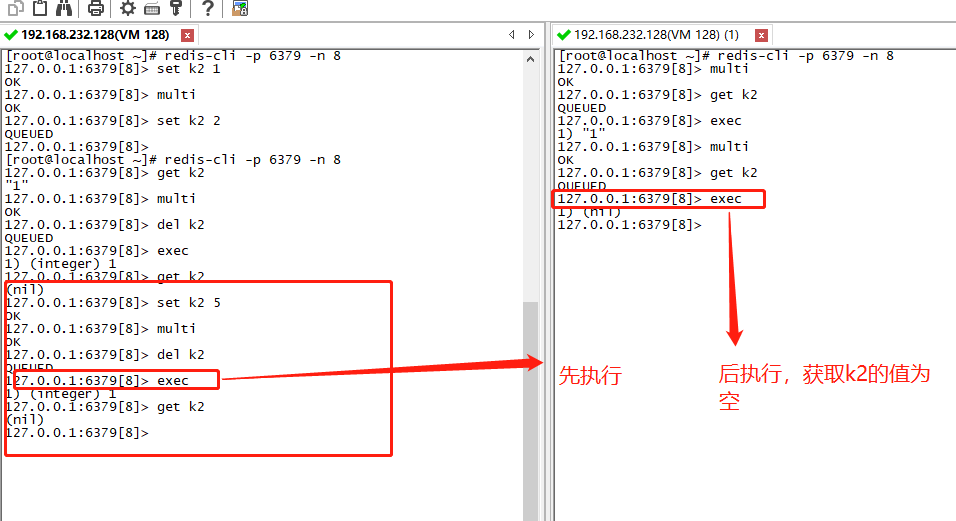 192.168.232.128(VM 128)
[root@localhost ~]# redis-cli -p 6379 -n 8
127.0.0.1:6379[8]> set k2 1
OK
127.0.0.1:6379[8]> multi
OK
127.0.0.1:6379[8]> set k2 2
QUEUED
127.0.0.1:6379[8]>
[root@localhost ~]# redis-cli -p 6379 -n 8
127.0.0.1:6379[8]> get k2
"1"
127.0.0.1:6379[8]> multi
OK
127.0.0.1:6379[8]> del k2
QUEUED
127.0.0.1:6379[8]> exec
1) (integer) 1
127.0.0.1:6379[8]> get k2
(nil)
127.0.0.1:6379[8]> set k2 5
OK
127.0.0.1:6379[8]> multi
OK
127.0.0.1:6379[8]> del k2
QUEUED
127.0.0.1:6379[8]> exec
1) (integer) 1
127.0.0.1:6379[8]> get k2
(nil)
127.0.0.1:6379[8]>
192.168.232.128(VM 128) (1)
[root@localhost ~]# redis-cli -p 6379 -n 8
127.0.0.1:6379[8]> multi
OK
127.0.0.1:6379[8]> get k2
QUEUED
127.0.0.1:6379[8]> exec
1) "1"
127.0.0.1:6379[8]> multi
OK
127.0.0.1:6379[8]> get k2
QUEUED
127.0.0.1:6379[8]> exec
1) (nil)
127.0.0.1:6379[8]>
先执行
后执行，获取k2的值为
空